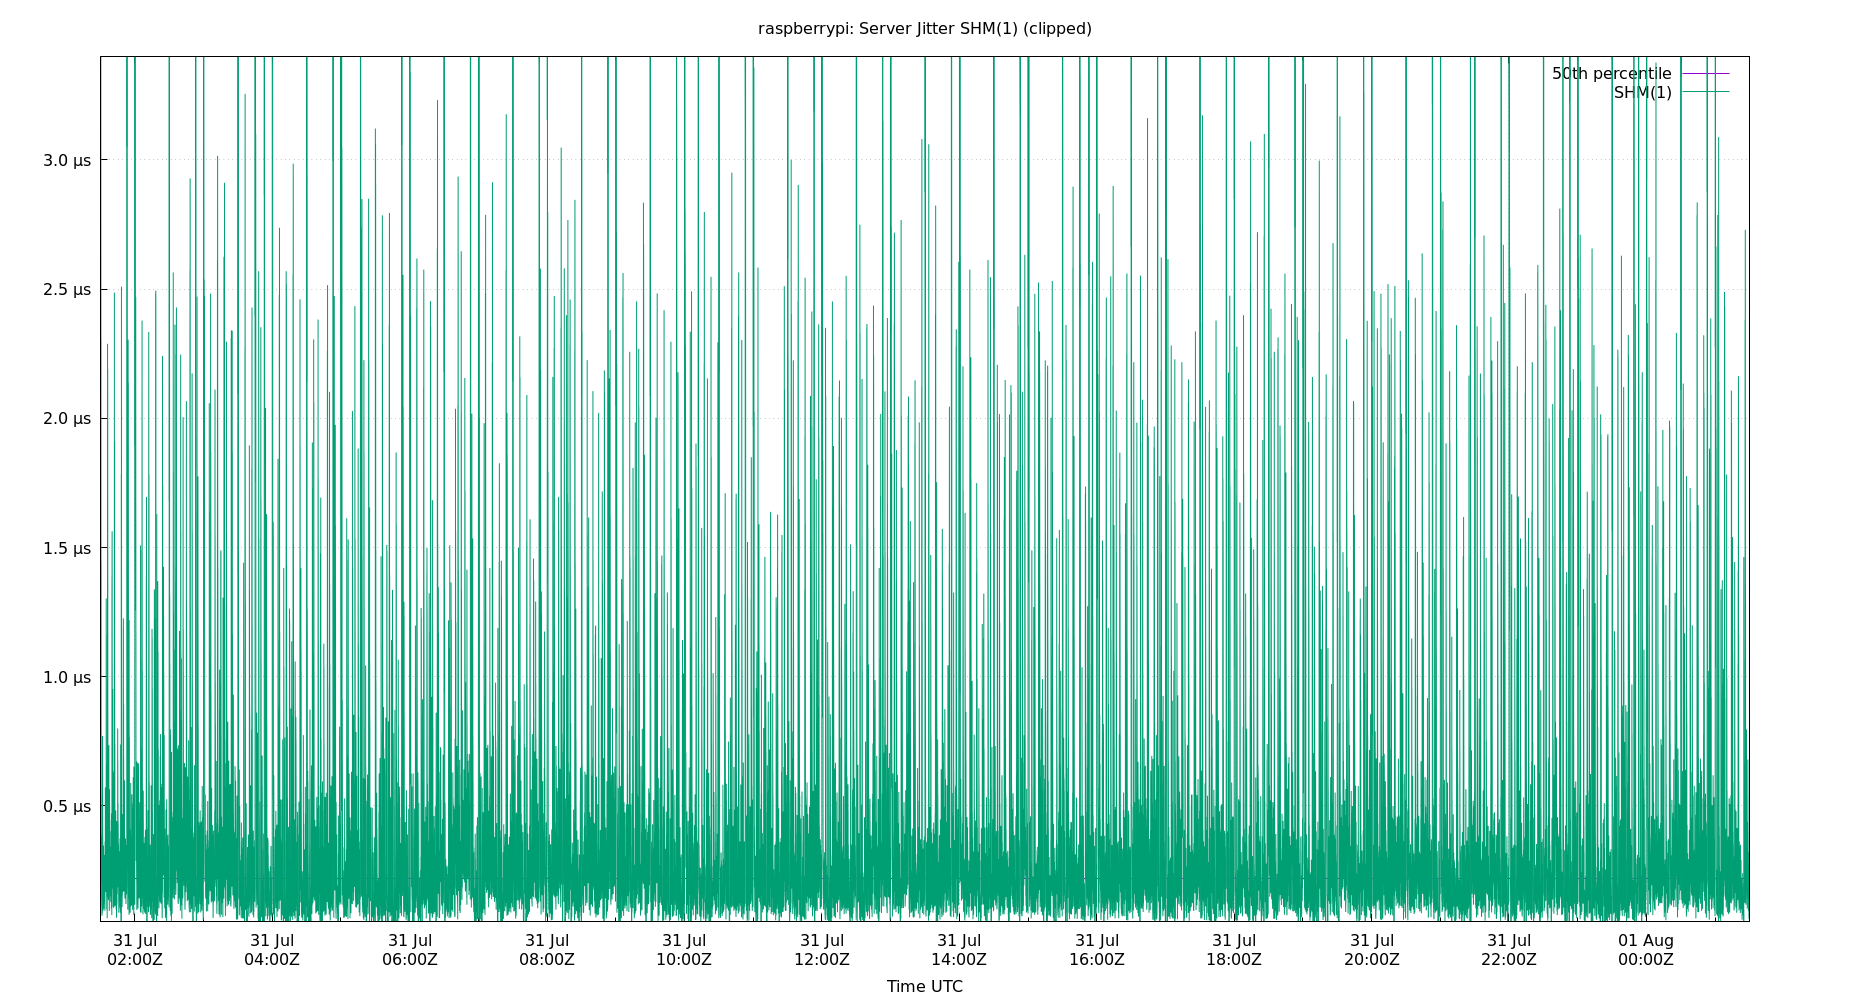 raspberrypi: Server Jitter SHM(1) (clipped)
50th percentile
SHM(1)
3.0 µs
2.5 µs
2.0 µs
1.5 µs
1.0 µs
0.5 µs
31 Jul 31 Jul 31 Jul 31 Jul 31 Jul 31 Jul 31 Jul 31 Jul 31 Jul 31 Jul 31 Jul 01 Aug
02:00Z 04:00Z 06:00Z 08:00Z 10:00Z 12:00Z 14:00Z 16:00Z 18:00Z 20:00Z 22:00Z 00:00Z
Time UTC